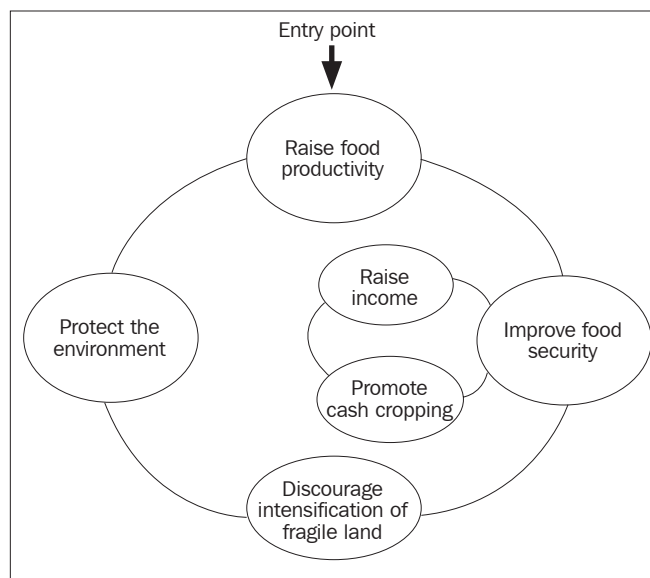 Entry point
Raise food
productivity
Raise
income
Protect the
environment
Improve food
security
Promote
cash cropping
Discourage
intensification of
fragile land